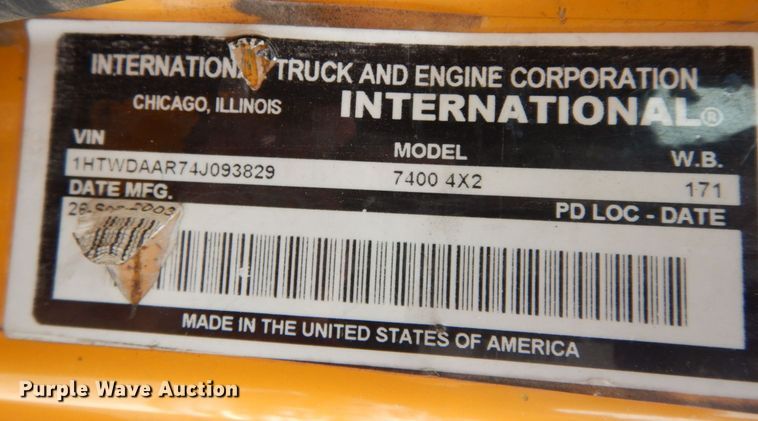 INTERNATIONAL TRUCK AND ENGINE CORPORATION
CHICAGO, ILLINOIS INTERNATIONAL®
VIN MODEL W.B.
1HTWDAAR74J093829 7400 4X2 171
DATE MFG. PD LOC - DATE
2003
MADE IN THE UNITED STATES OF AMERICA
Purple Wave Auction